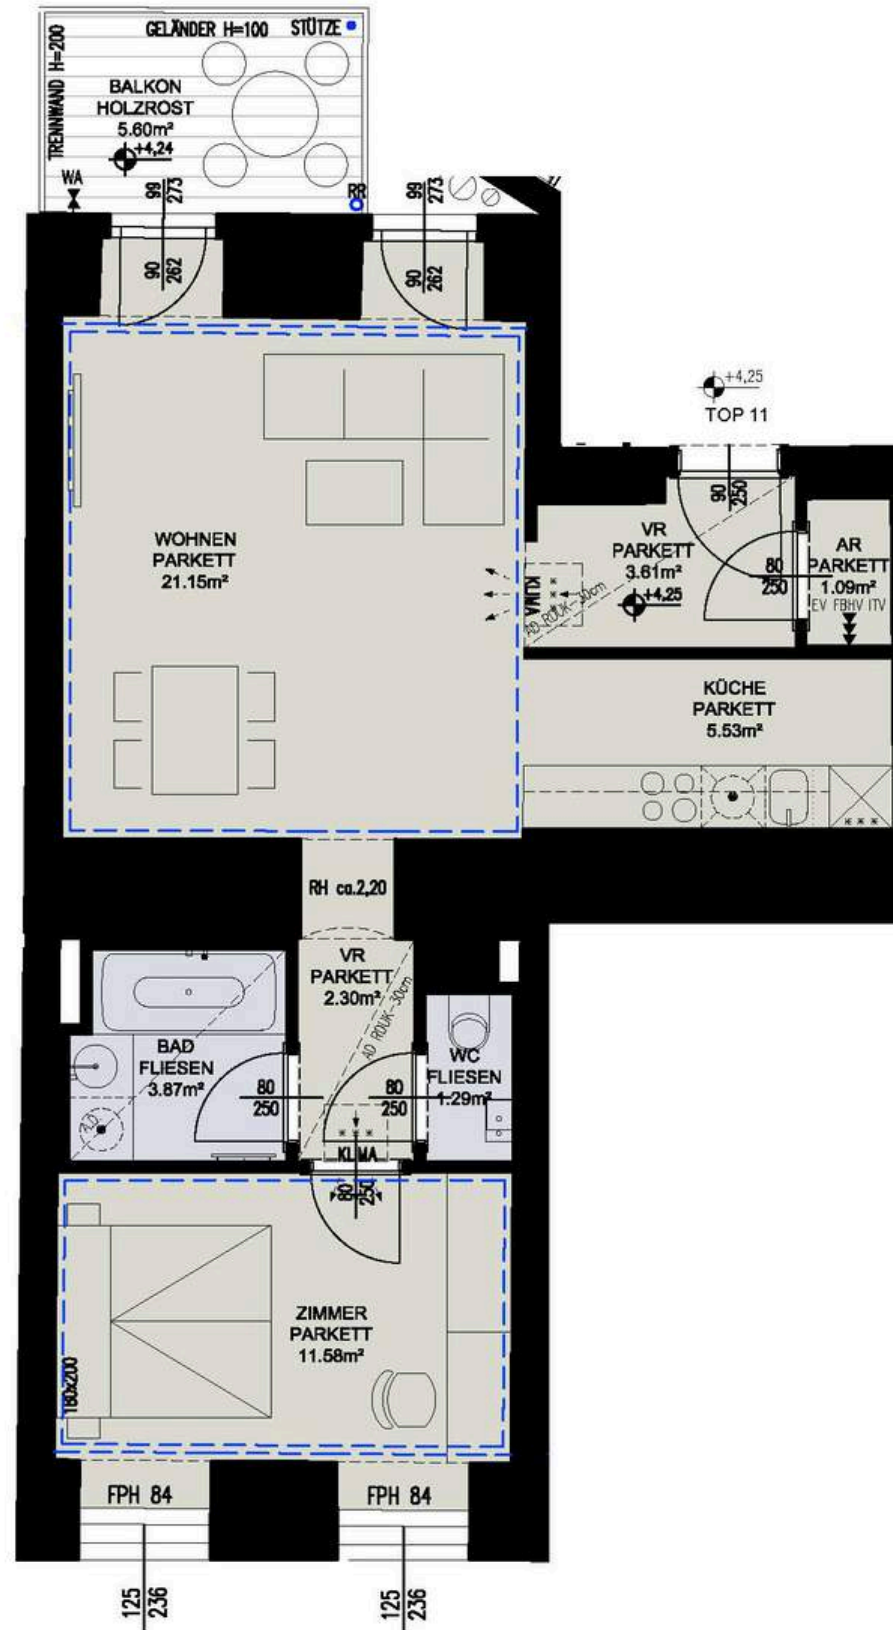 GELÄNDER H=100 STÜTZE
TRENNWAND H=200
BALKON
HOLZROST
5.60m²
+4,24
WA
RR
99
273
99
273
90
262
90
262
+4,25
TOP 11
90
250
WOHNEN
PARKETT
21.15m²
VR
PARKETT
3.61m²
+4,25
80
250
AR
PARKETT
1.09m²
EV FBHV ITV
KLIMA
AD RDUK-30cm
KÜCHE
PARKETT
5.53m²
RH ca.2,20
VR
PARKETT
2.30m²
AD RDUK-30cm
BAD
FLIESEN
3.87m²
80
250
80
250
WC
FLIESEN
1.29m²
KLIMA
80
250
ZIMMER
PARKETT
11.58m²
180x200
FPH 84
FPH 84
125
236
125
236